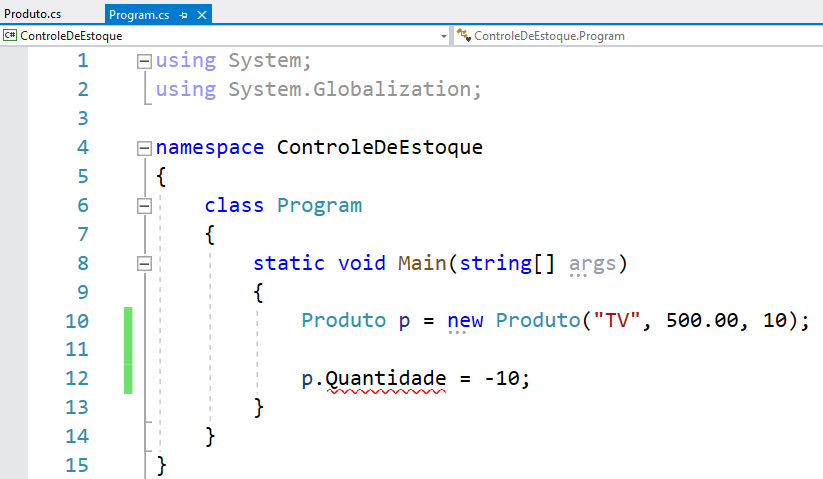 Produto.cs Program.cs
C# ControleDeEstoque ControleDeEstoque.Program
1 using System;
2 using System.Globalization;
3
4 namespace ControleDeEstoque
5 {
6 class Program
7 {
8 static void Main(string[] args)
9 {
10 Produto p = new Produto("TV", 500.00, 10);
11
12 p.Quantidade = -10;
13 }
14 }
15 }